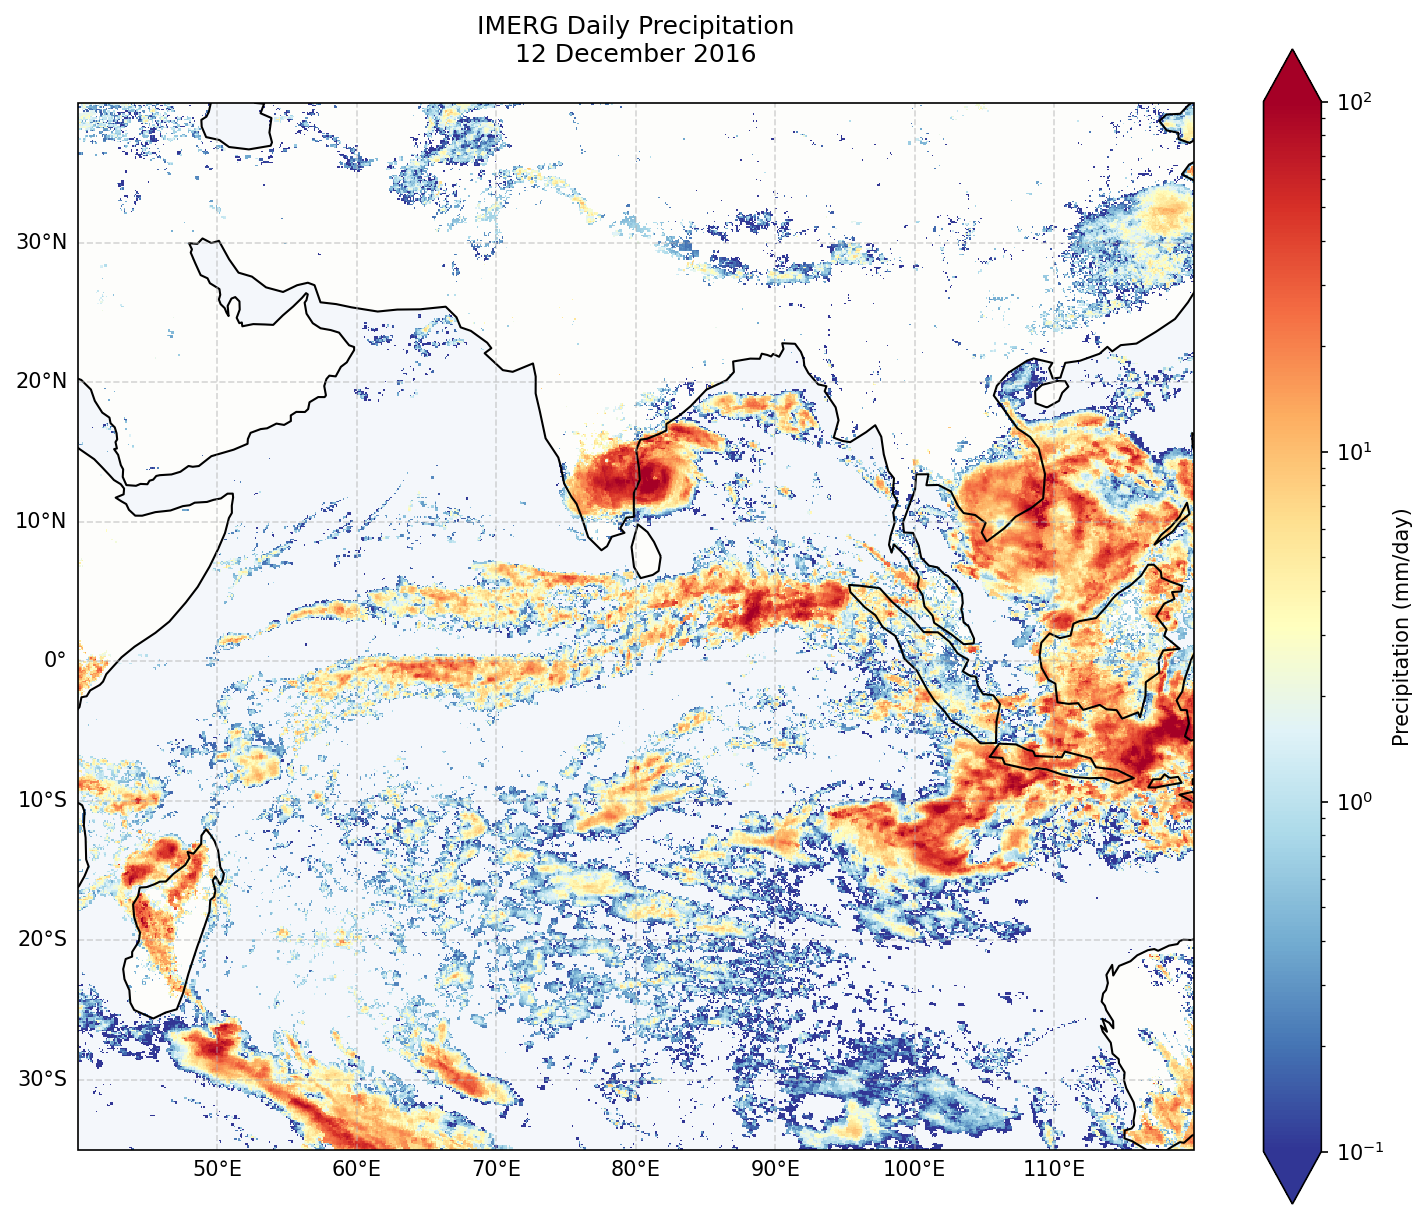 IMERG Daily Precipitation
12 December 2016
30°N
20°N
10°N
0°
10°S
20°S
30°S
50°E
60°E
70°E
80°E
90°E
100°E
110°E
10²
10¹
10⁰
10⁻¹
Precipitation (mm/day)